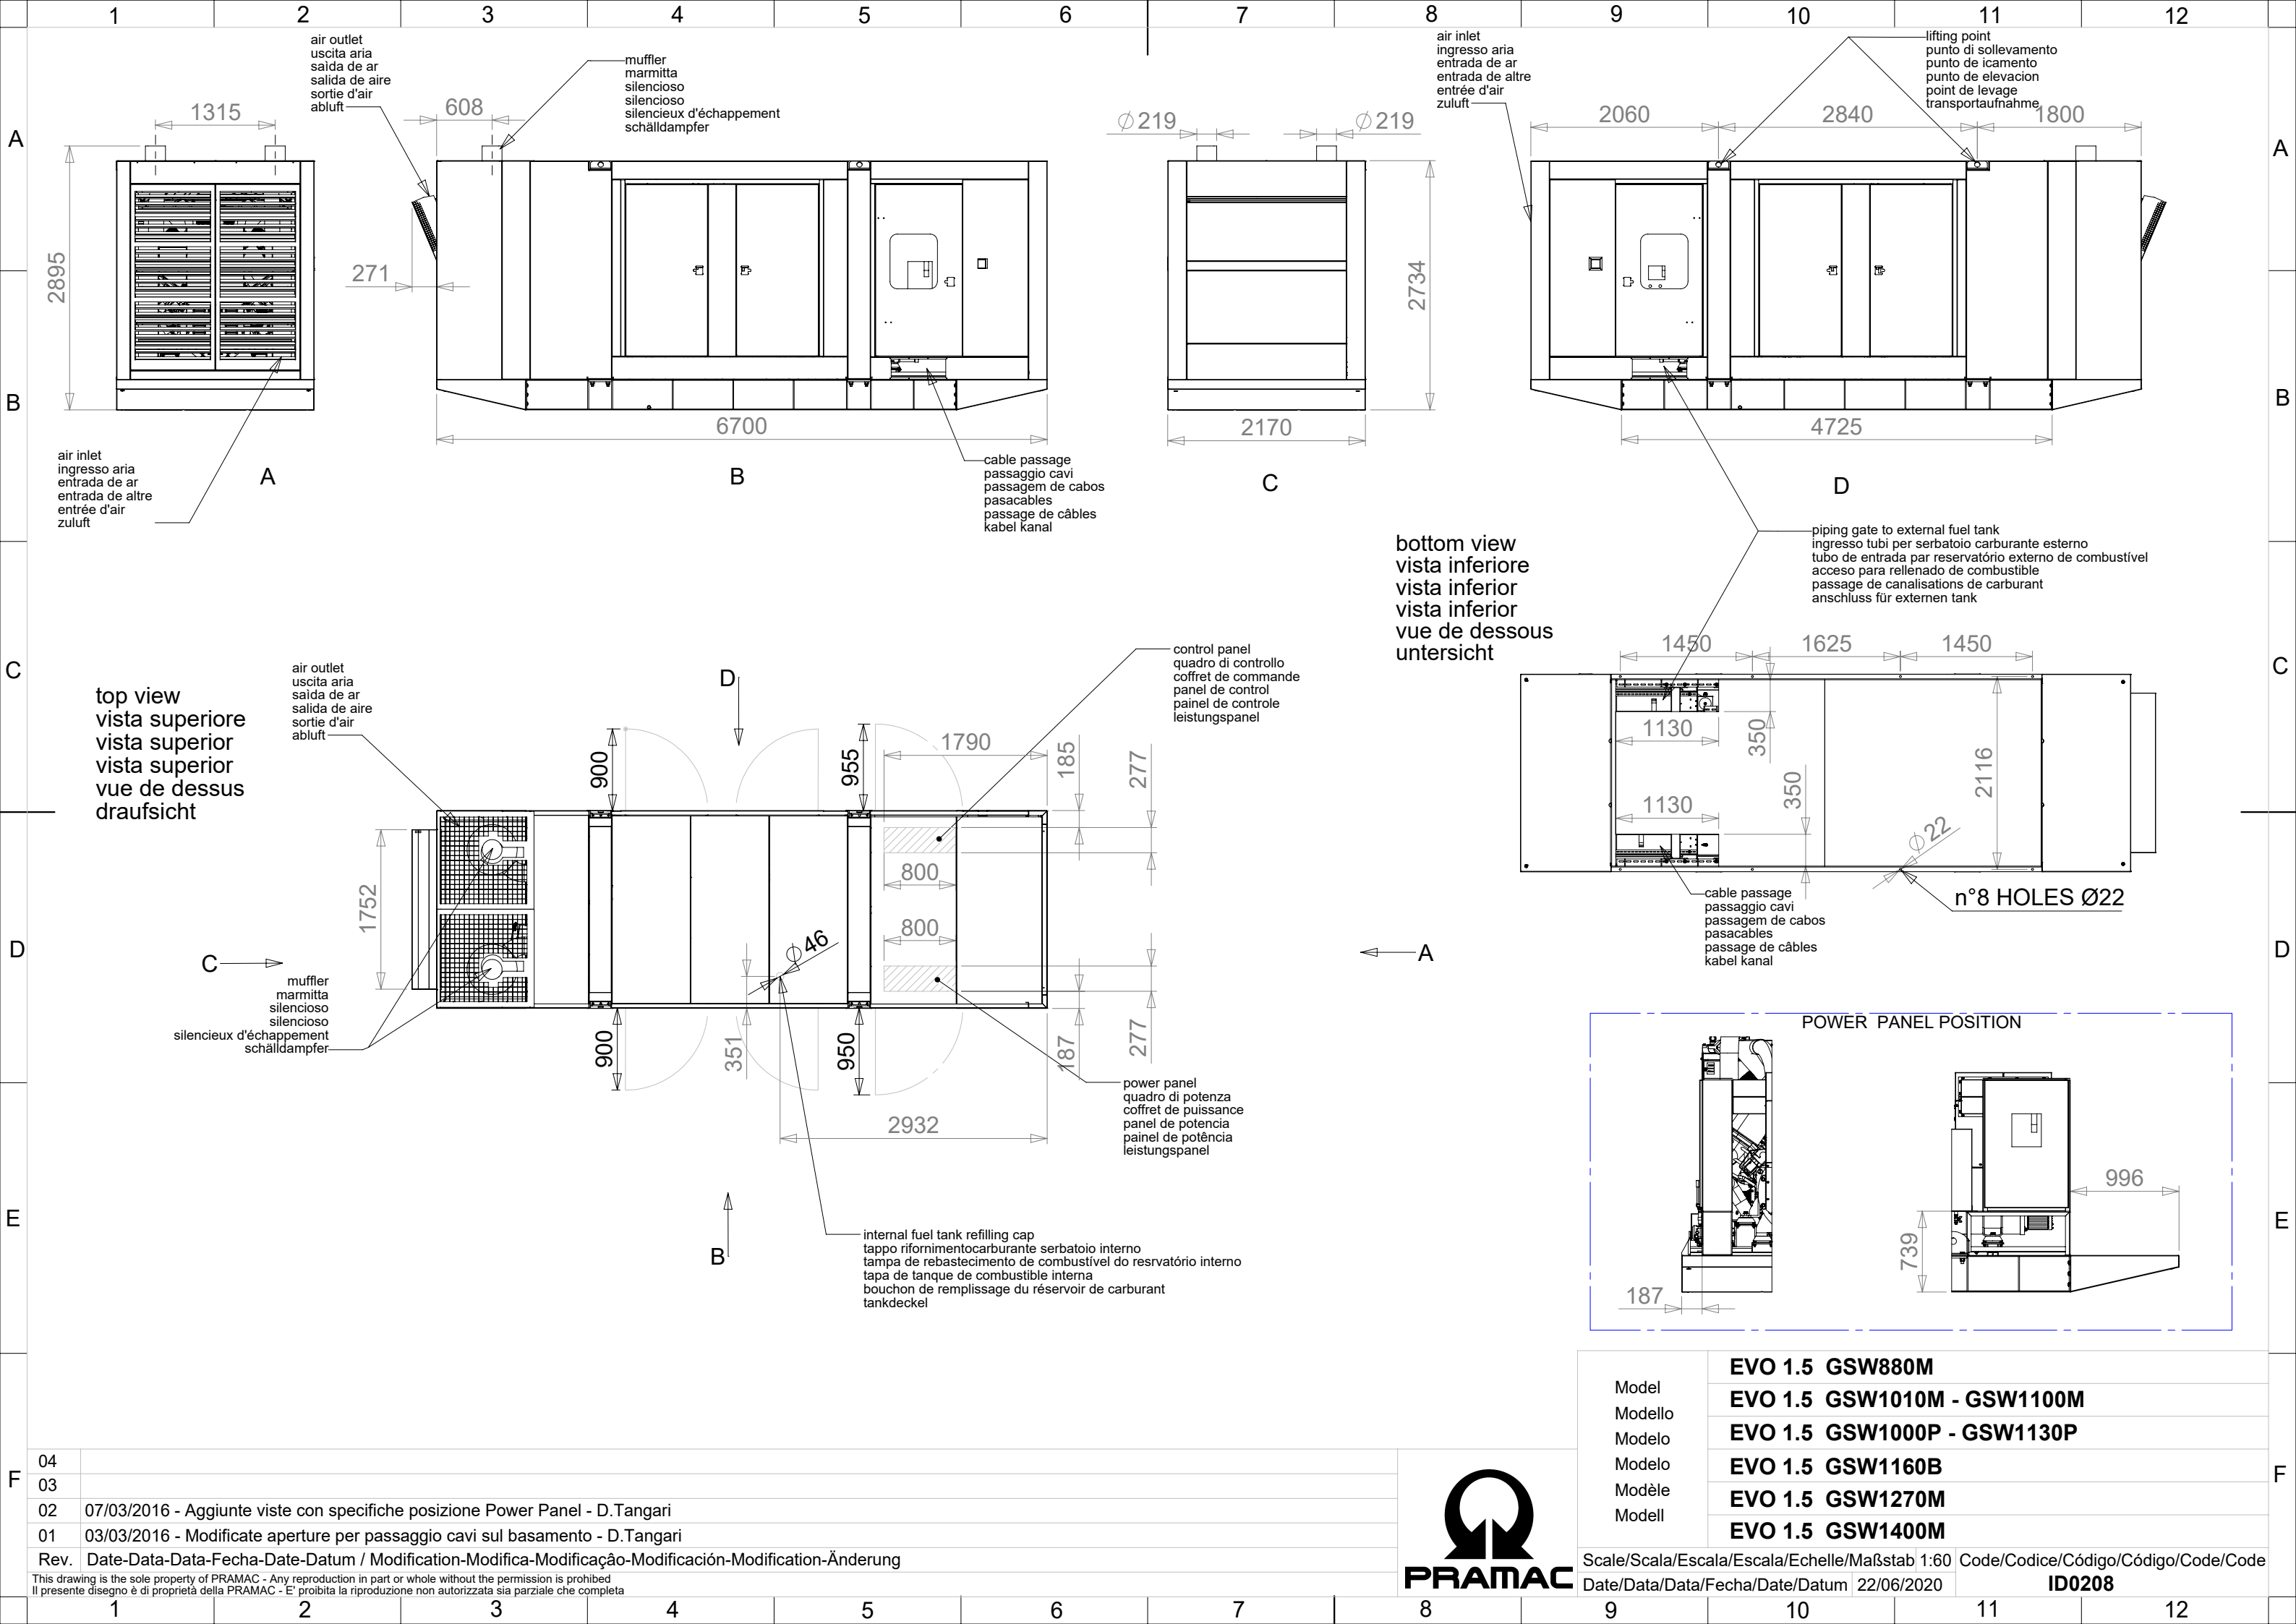 1 2 3 4 5 6 7 8 9 10 11 12
A
B
C
D
E
F
A
B
C
D
E
F
air outlet
uscita aria
saìda de ar
salida de aire
sortie d'air
abluft
muffler
marmitta
silencioso
silencioso
silencieux d'échappement
schälldampfer
air inlet
ingresso aria
entrada de ar
entrada de altre
entrée d'air
zuluft
lifting point
punto di sollevamento
punto de icamento
punto de elevacion
point de levage
transportaufnahme
1315
608
Ø219
Ø219
2060
2840
1800
2895
271
2734
6700
2170
4725
air inlet
ingresso aria
entrada de ar
entrada de altre
entrée d'air
zuluft
A
B
C
D
cable passage
passaggio cavi
passagem de cabos
pasacables
passage de câbles
kabel kanal
piping gate to external fuel tank
ingresso tubi per serbatoio carburante esterno
tubo de entrada par reservatório externo de combustível
acceso para rellenado de combustible
passage de canalisations de carburant
anschluss für externen tank
bottom view
vista inferiore
vista inferior
vista inferior
vue de dessous
untersicht
top view
vista superiore
vista superior
vista superior
vue de dessus
draufsicht
air outlet
uscita aria
saìda de ar
salida de aire
sortie d'air
abluft
control panel
quadro di controllo
coffret de commande
panel de control
painel de controle
leistungspanel
D
900
955
1790
185
277
800
800
1752
Ø46
C
A
900
351
950
187
277
2932
muffler
marmitta
silencioso
silencioso
silencieux d'échappement
schälldampfer
power panel
quadro di potenza
coffret de puissance
panel de potencia
painel de potência
leistungspanel
B
internal fuel tank refilling cap
tappo rifornimentocarburante serbatoio interno
tampa de rebastecimento de combustível do resrvatório interno
tapa de tanque de combustible interna
bouchon de remplissage du réservoir de carburant
tankdeckel
1450
1625
1450
1130
350
1130
350
2116
Ø22
n°8 HOLES Ø22
cable passage
passaggio cavi
passagem de cabos
pasacables
passage de câbles
kabel kanal
POWER PANEL POSITION
996
739
187
Model
Modello
Modelo
Modelo
Modèle
Modell
EVO 1.5 GSW880M
EVO 1.5 GSW1010M - GSW1100M
EVO 1.5 GSW1000P - GSW1130P
EVO 1.5 GSW1160B
EVO 1.5 GSW1270M
EVO 1.5 GSW1400M
04
03
02 07/03/2016 - Aggiunte viste con specifiche posizione Power Panel - D.Tangari
01 03/03/2016 - Modificate aperture per passaggio cavi sul basamento - D.Tangari
Rev. Date-Data-Data-Fecha-Date-Datum / Modification-Modifica-Modificaçâo-Modificación-Modification-Änderung
This drawing is the sole property of PRAMAC - Any reproduction in part or whole without the permission is prohibed
Il presente disegno è di proprietà della PRAMAC - E' proibita la riproduzione non autorizzata sia parziale che completa
PRAMAC
Scale/Scala/Escala/Escala/Echelle/Maßstab 1:60
Date/Data/Data/Fecha/Date/Datum 22/06/2020
Code/Codice/Código/Código/Code/Code
ID0208
1 2 3 4 5 6 7 8 9 10 11 12